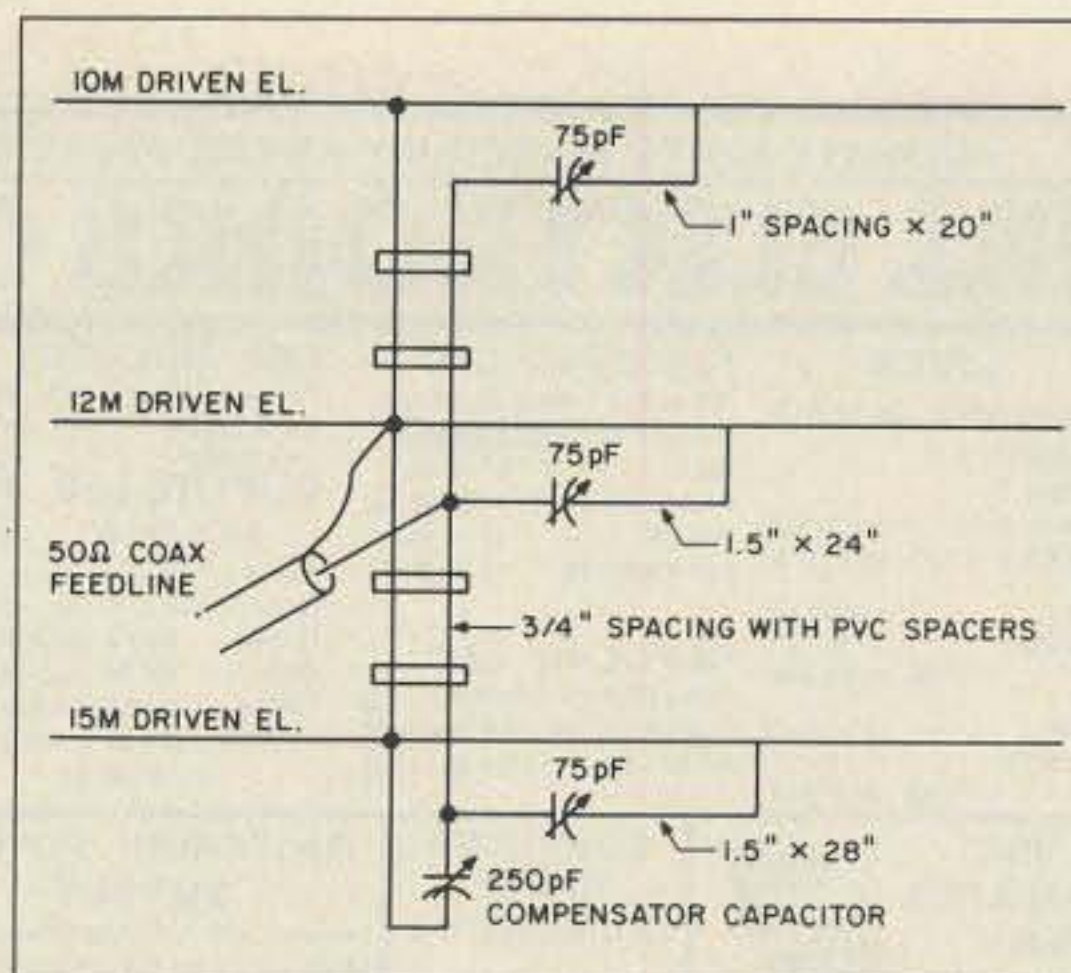 10M DRIVEN EL.
75pF
1" SPACING × 20"
12M DRIVEN EL.
75pF
1.5" × 24"
50Ω COAX
FEEDLINE
3/4" SPACING WITH PVC SPACERS
15M DRIVEN EL.
75pF
1.5" × 28"
250pF
COMPENSATOR CAPACITOR